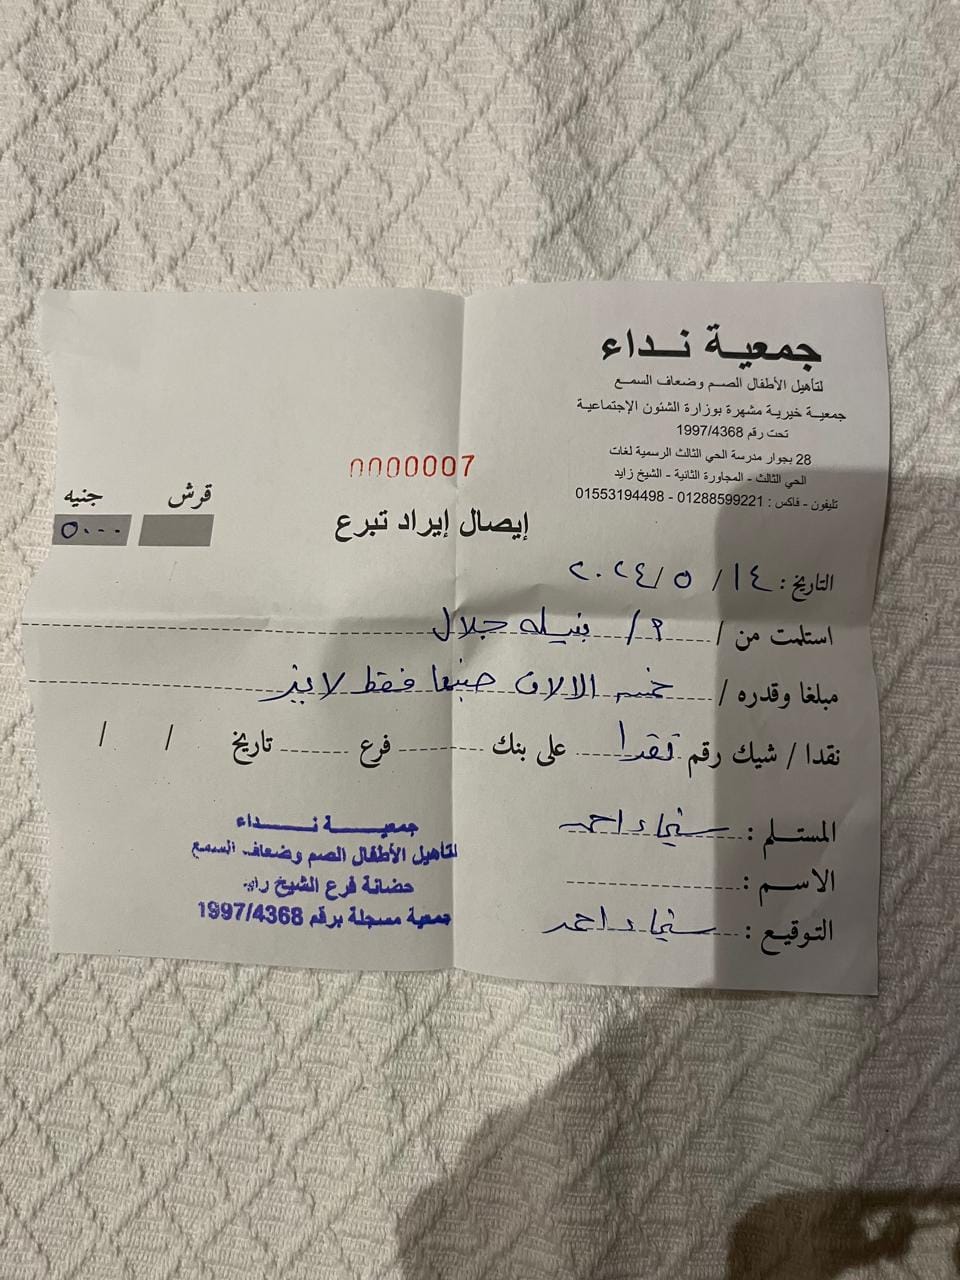 جمعية نداء
لتأهيل الأطفال الصم وضعاف السمع
جمعية خيرية مشهرة بوزارة الشئون الإجتماعية
تحت رقم 1997/4368
28 بجوار مدرسة الحي الثالث الرسمية لغات
الحي الثالث - المجاورة الثانية - الشيخ زايد
تليفون - فاكس : 01288599221 - 01553194498
0000007
قرش جنيه
٥٠٠٠
إيصال إيراد تبرع
التاريخ : ١٤ / ٥ / ٢٠٢٤
استلمت من / م / نبيله جلال
مبلغا وقدره / خمسه الالاف جنيها فقط لاغير
نقدا / شيك رقم نقدا على بنك فرع تاريخ / /
المستلم : شيماء احمد
الاسم :
التوقيع : شيماء احمد
جمعية نداء
لتأهيل الأطفال الصم وضعاف السمع
حضانة فرع الشيخ زايد
جمعية مسجلة برقم 1997/4368